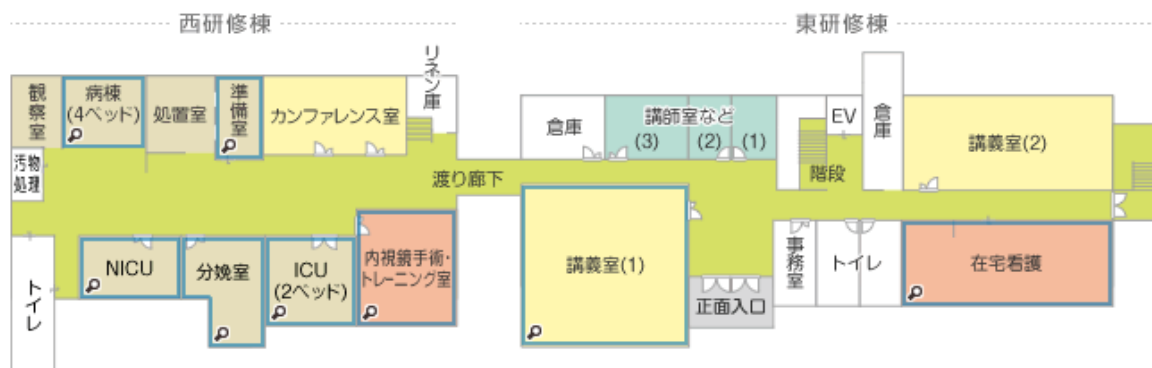 西研修棟
東研修棟
観察室
病棟
(4ベッド)
処置室
準備室
カンファレンス室
リネン庫
倉庫
講師室など
(3)
(2)
(1)
EV
倉庫
講義室(2)
汚物
処理
渡り廊下
階段
トイレ
NICU
分娩室
ICU
(2ベッド)
内視鏡手術・
トレーニング室
講義室(1)
正面入口
事務室
トイレ
在宅看護